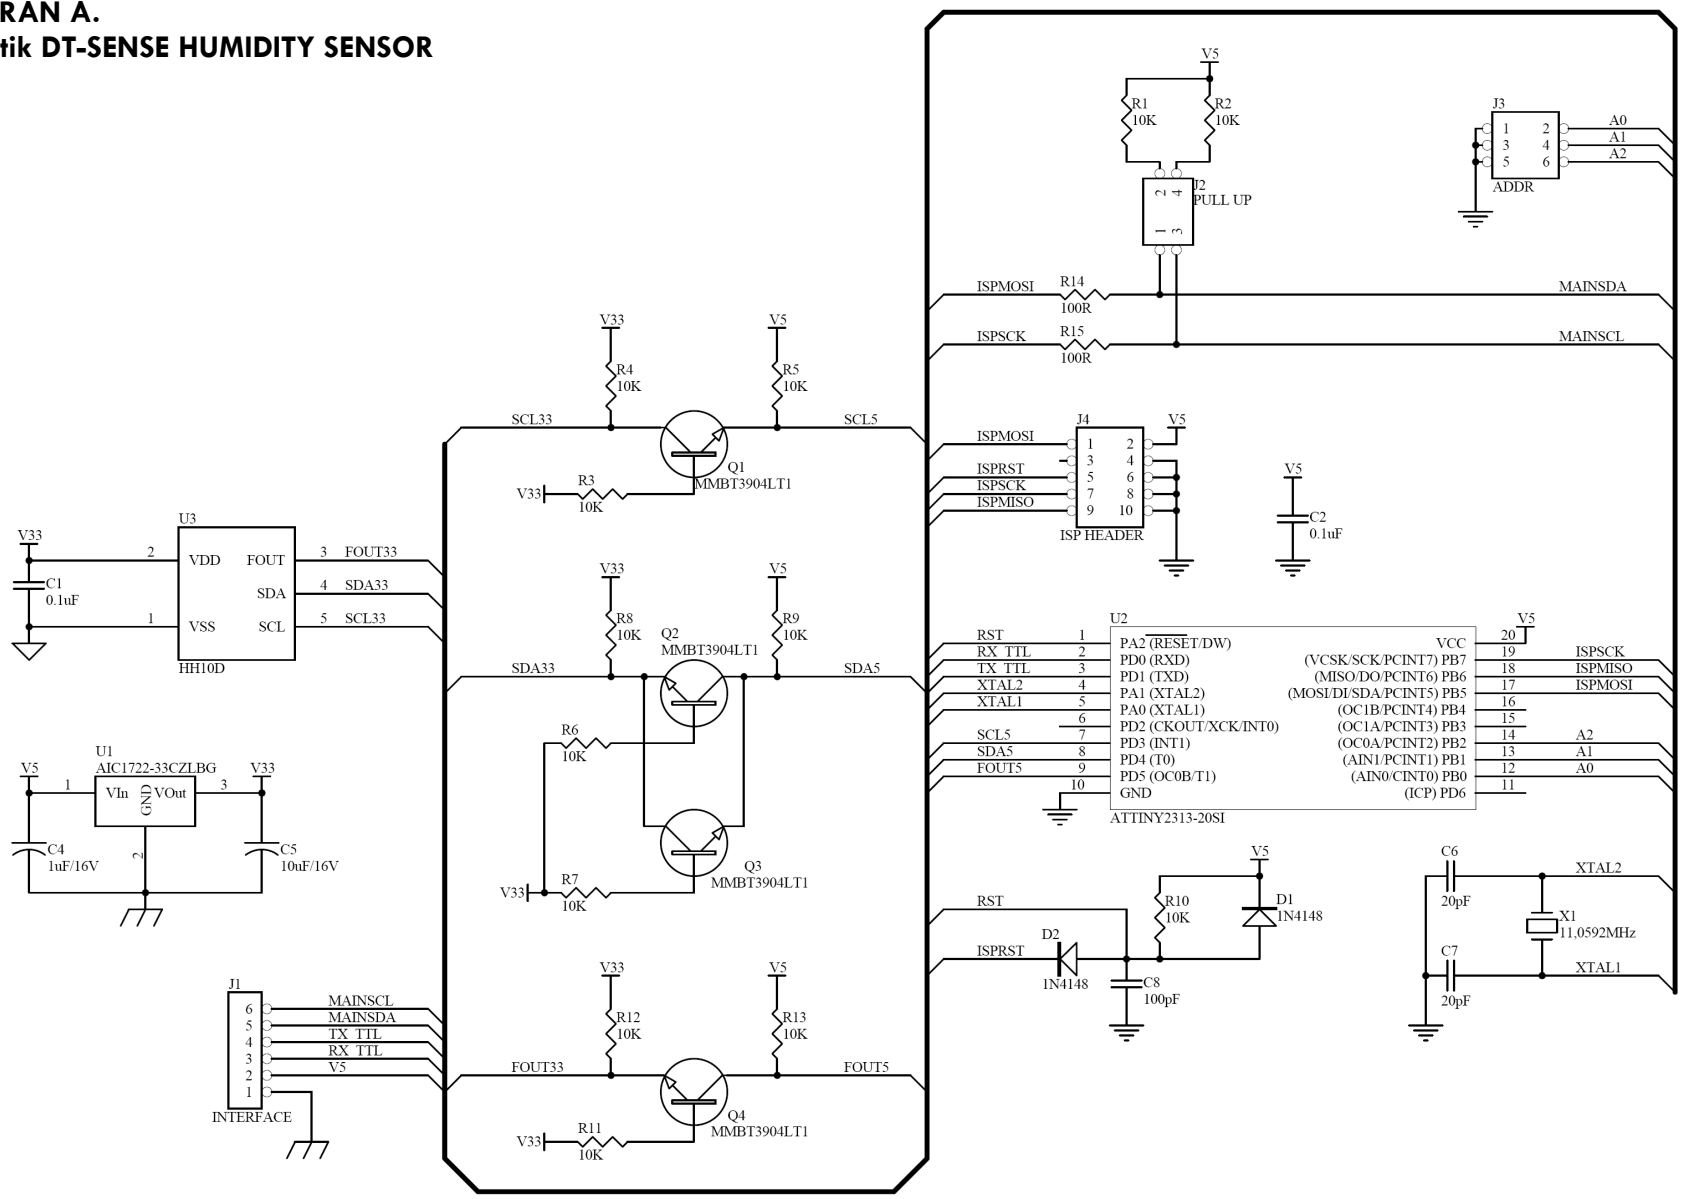 RAN A.
tik DT-SENSE HUMIDITY SENSOR
V5
R1
10K
R2
10K
2 4
1 3
J2
PULL UP
J3
1 2
3 4
5 6
ADDR
A0
A1
A2
ISPMOSI
R14
100R
MAINSDA
ISPSCK
R15
100R
MAINSCL
V33
V5
R4
10K
R5
10K
SCL33
SCL5
Q1
MMBT3904LT1
V33
R3
10K
J4
V5
ISPMOSI
ISPRST
ISPSCK
ISPMISO
1 2
3 4
5 6
7 8
9 10
ISP HEADER
V5
C2
0.1uF
U3
V33
2
VDD FOUT
3 FOUT33
C1
0.1uF
SDA
4 SDA33
1
VSS SCL
5 SCL33
HH10D
V33
V5
R8
10K
R9
10K
Q2
MMBT3904LT1
SDA33
SDA5
R6
10K
Q3
MMBT3904LT1
V33
R7
10K
U2
V5
RST 1 PA2 (RESET/DW) VCC 20
RX TTL 2 PD0 (RXD) (VCSK/SCK/PCINT7) PB7 19 ISPSCK
TX TTL 3 PD1 (TXD) (MISO/DO/PCINT6) PB6 18 ISPMISO
XTAL2 4 PA1 (XTAL2) (MOSI/DI/SDA/PCINT5) PB5 17 ISPMOSI
XTAL1 5 PA0 (XTAL1) (OC1B/PCINT4) PB4 16
6 PD2 (CKOUT/XCK/INT0) (OC1A/PCINT3) PB3 15
SCL5 7 PD3 (INT1) (OC0A/PCINT2) PB2 14 A2
SDA5 8 PD4 (T0) (AIN1/PCINT1) PB1 13 A1
FOUT5 9 PD5 (OC0B/T1) (AIN0/CINT0) PB0 12 A0
10 GND (ICP) PD6 11
ATTINY2313-20SI
U1
AIC1722-33CZLBG
V5
1
VIn GND VOut
3
V33
2
C4
1uF/16V
C5
10uF/16V
V5
RST
R10
10K
D1
1N4148
ISPRST
D2
1N4148
C8
100pF
C6
20pF
XTAL2
X1
11,0592MHz
C7
20pF
XTAL1
J1
6 MAINSCL
5 MAINSDA
4 TX TTL
3 RX TTL
2 V5
1
INTERFACE
V33
V5
R12
10K
R13
10K
FOUT33
FOUT5
Q4
MMBT3904LT1
V33
R11
10K